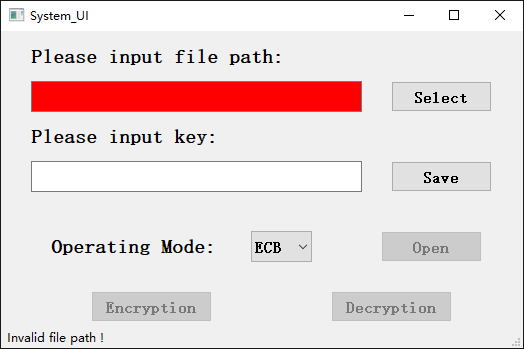 System_UI
Please input file path:
Select
Please input key:
Save
Operating Mode: ECB Open
Encryption Decryption
Invalid file path !